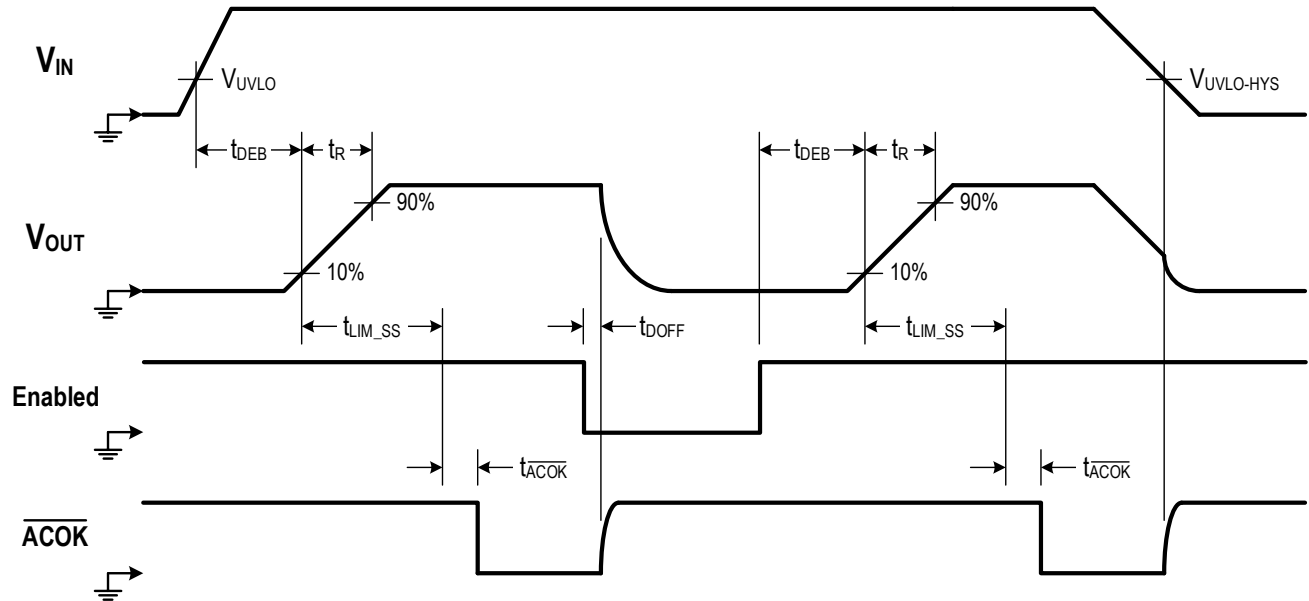 VIN
VUVLO
VUVLO-HYS
tDEB
tR
tDEB
tR
90%
90%
VOUT
10%
10%
tLIM_SS
tDOFF
tLIM_SS
Enabled
tACOK
tACOK
ACOK